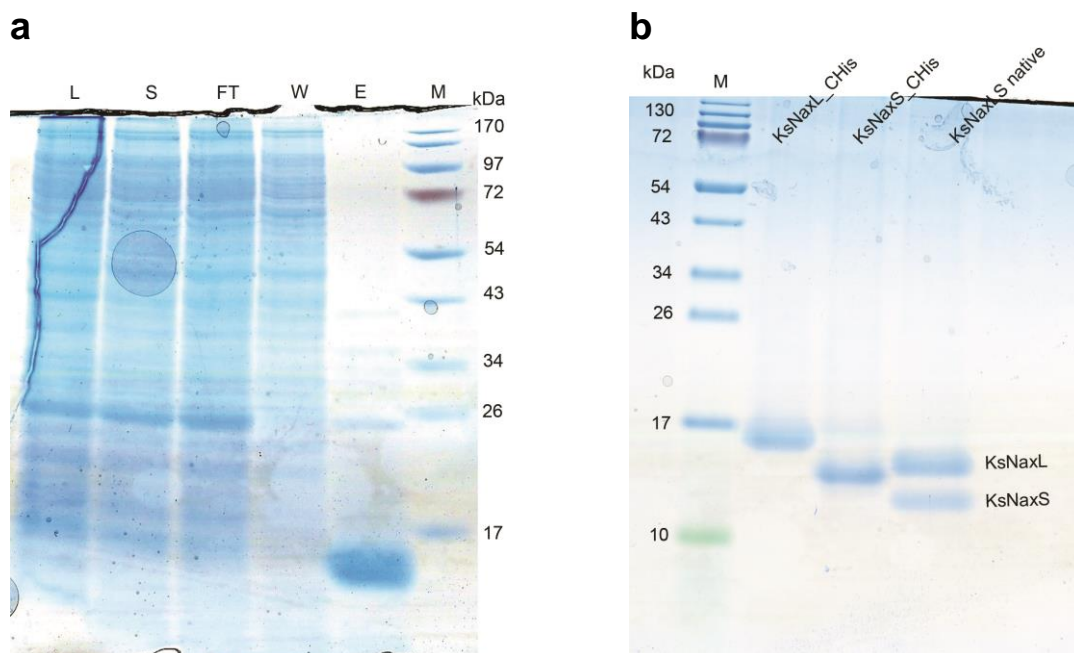 a
L S FT W E M
kDa
170
97
72
54
43
34
26
17
b
kDa M KsNaxL_CHis KsNaxS_CHis KsNaxLS native
130
72
54
43
34
26
17
10
KsNaxL
KsNaxS